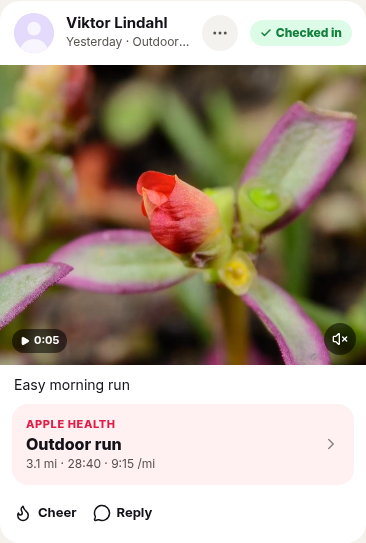 Viktor Lindahl
Yesterday · Outdoor...
Checked in
0:05
Easy morning run
APPLE HEALTH
Outdoor run
3.1 mi · 28:40 · 9:15 /mi
Cheer
Reply